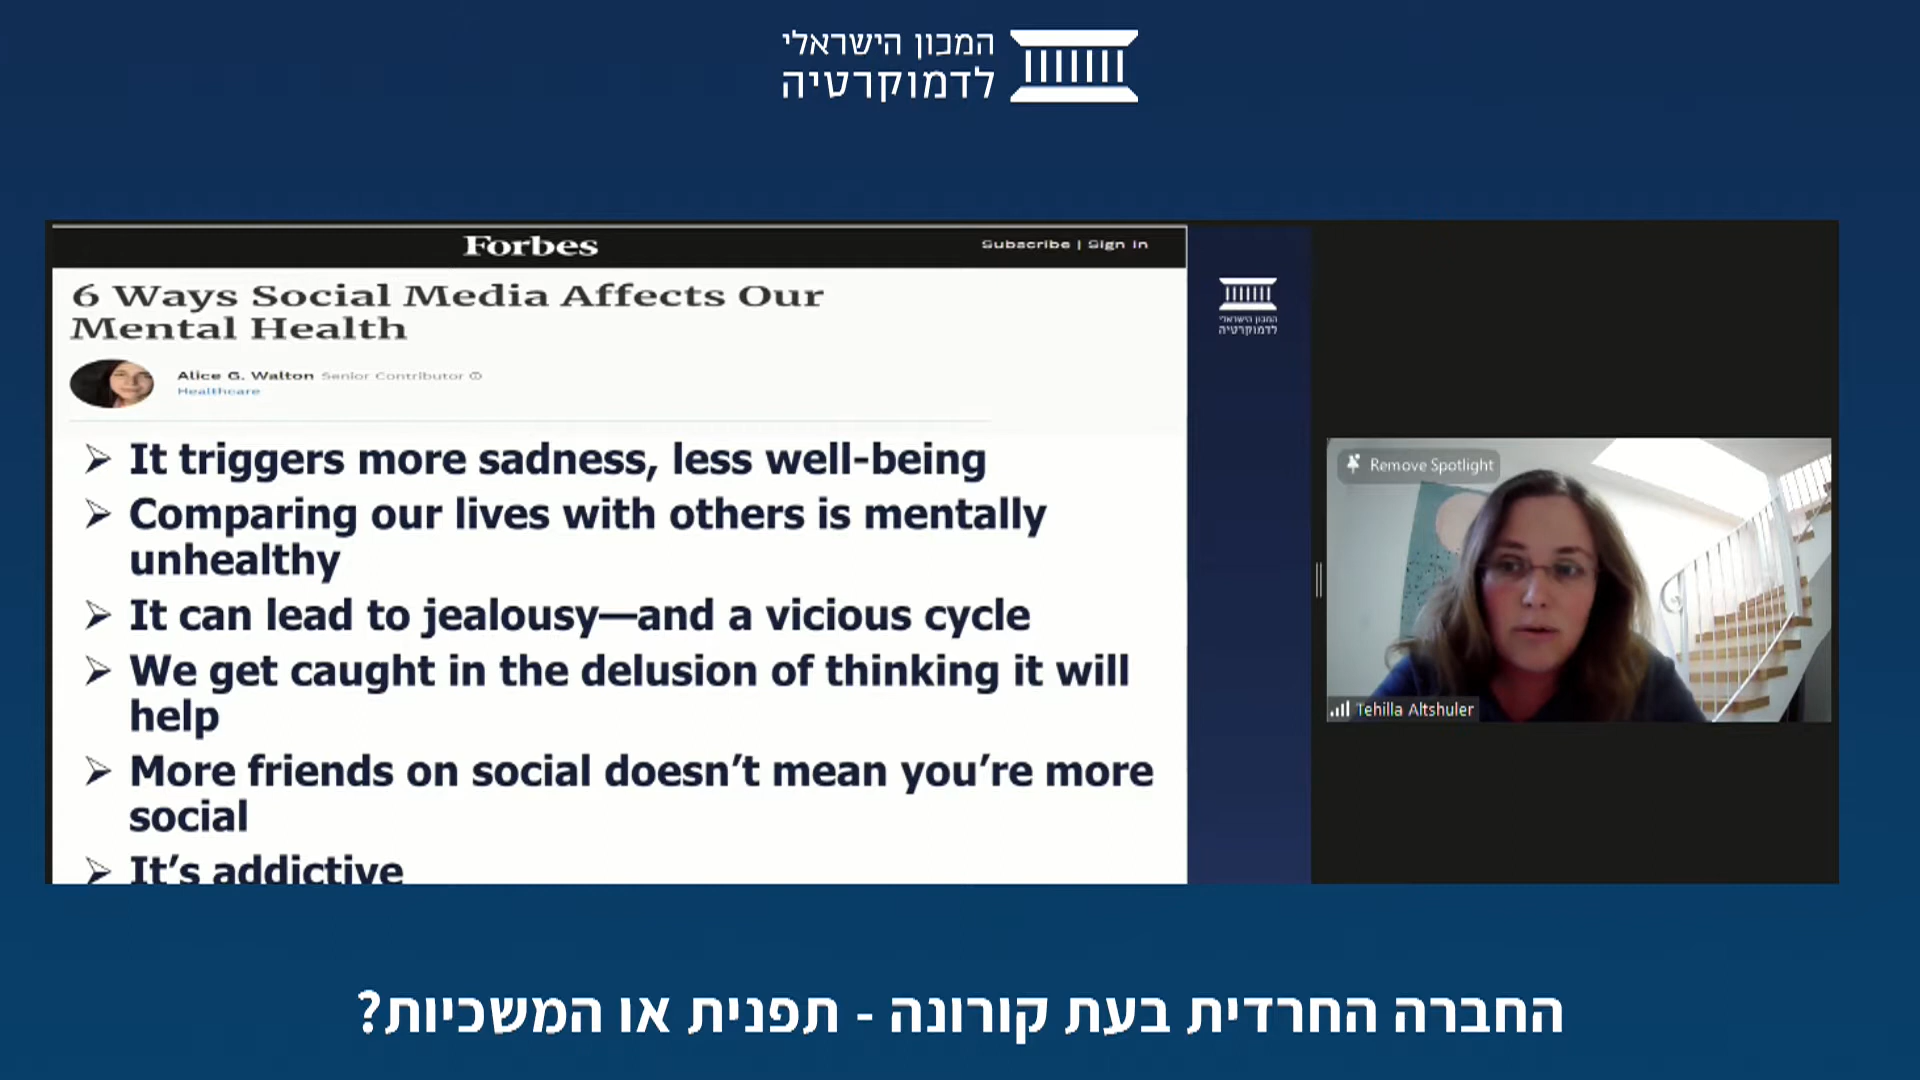 המכון הישראלי
לדמוקרטיה
Forbes
Subscribe | Sign in
6 Ways Social Media Affects Our
Mental Health
Alice G. Walton Senior Contributor
Healthcare
➢ It triggers more sadness, less well-being
➢ Comparing our lives with others is mentally
unhealthy
➢ It can lead to jealousy—and a vicious cycle
➢ We get caught in the delusion of thinking it will
help
➢ More friends on social doesn’t mean you’re more
social
➢ It’s addictive
המכון הישראלי
לדמוקרטיה
Remove Spotlight
Tehilla Altshuler
החברה החרדית בעת קורונה - תפנית או המשכיות?